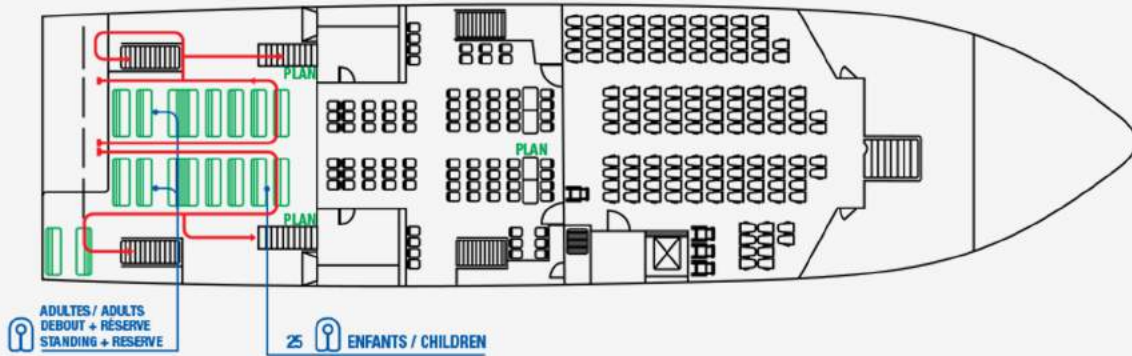 PLAN
PLAN
PLAN
ADULTES / ADULTS
DEBOUT + RÉSERVE
STANDING + RESERVE
25 ENFANTS / CHILDREN